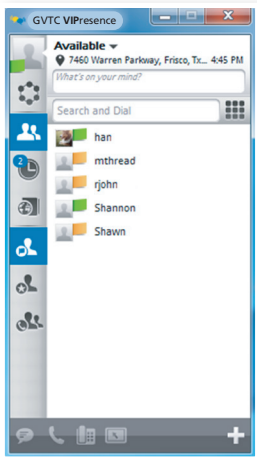 GVTC VIPresence
Available
7460 Warren Parkway, Frisco, Tx... 4:45 PM
What's on your mind?
Search and Dial
han
2
mthread
rjohn
Shannon
Shawn